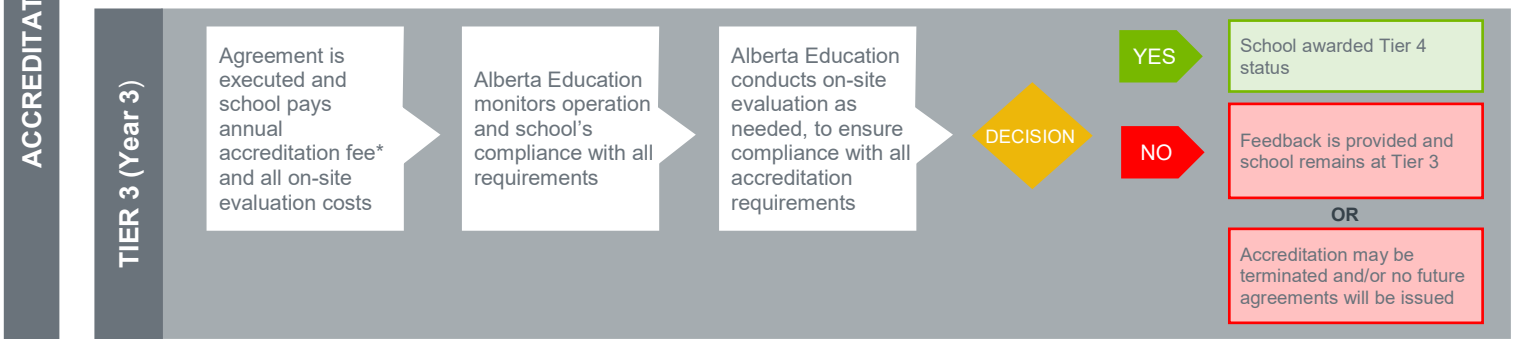 ACCREDITAT
TIER 3 (Year 3)
Agreement is
executed and
school pays
annual
accreditation fee*
and all on-site
evaluation costs
Alberta Education
monitors operation
and school's
compliance with all
requirements
Alberta Education
conducts on-site
evaluation as
needed, to ensure
compliance with all
accreditation
requirements
DECISION
YES
School awarded Tier 4
status
NO
Feedback is provided and
school remains at Tier 3
OR
Accreditation may be
terminated and/or no future
agreements will be issued